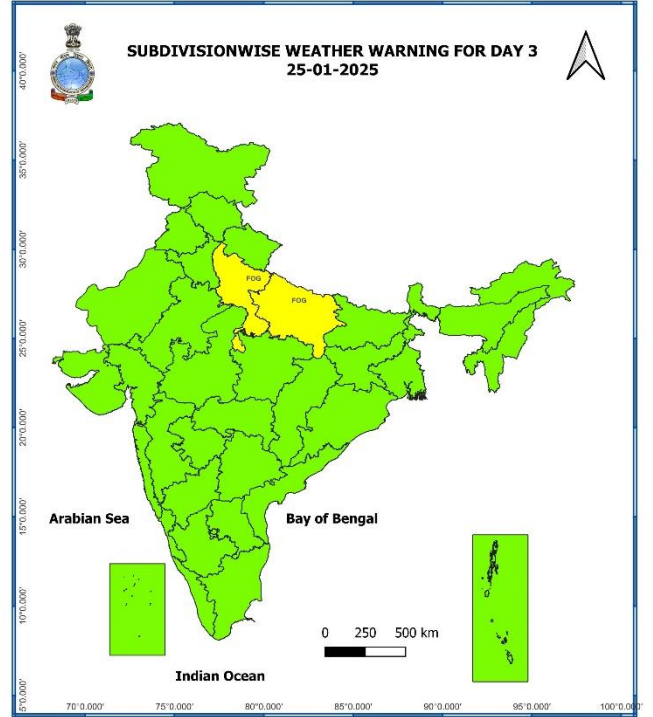 SUBDIVISIONWISE WEATHER WARNING FOR DAY 3
25-01-2025
40°0.000'
35°0.000'
30°0.000'
25°0.000'
20°0.000'
15°0.000'
10°0.000'
5°0.000'
FOG
FOG
Arabian Sea
Bay of Bengal
0 250 500 km
Indian Ocean
70°0.000' 75°0.000' 80°0.000' 85°0.000' 90°0.000' 95°0.000' 100°0.000'